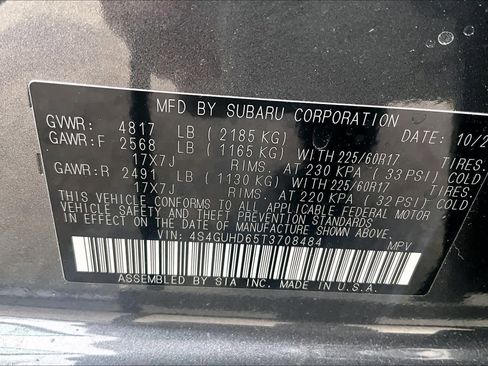 MFD BY SUBARU CORPORATION
GVWR: 4817 LB (2185 KG) DATE: 10/2
GAWR:F 2568 LB (1165 KG) WITH 225/60R17 TIRES.
17X7J RIMS. AT 230 KPA (33 PSI) COLD
GAWR:R 2491 LB (1130 KG) WITH 225/60R17 TIRES.
17X7J RIMS. AT 220 KPA (32 PSI) COLD
THIS VEHICLE CONFORMS TO ALL APPLICABLE FEDERAL MOTOR
VEHICLE SAFETY AND THEFT PREVENTION STANDARDS
IN EFFECT ON THE DATE OF MANUFACTURE SHOWN ABOVE.
VIN: 4S4GUHD65T3708484 MPV
ASSEMBLED BY SIA INC. MADE IN U.S.A.